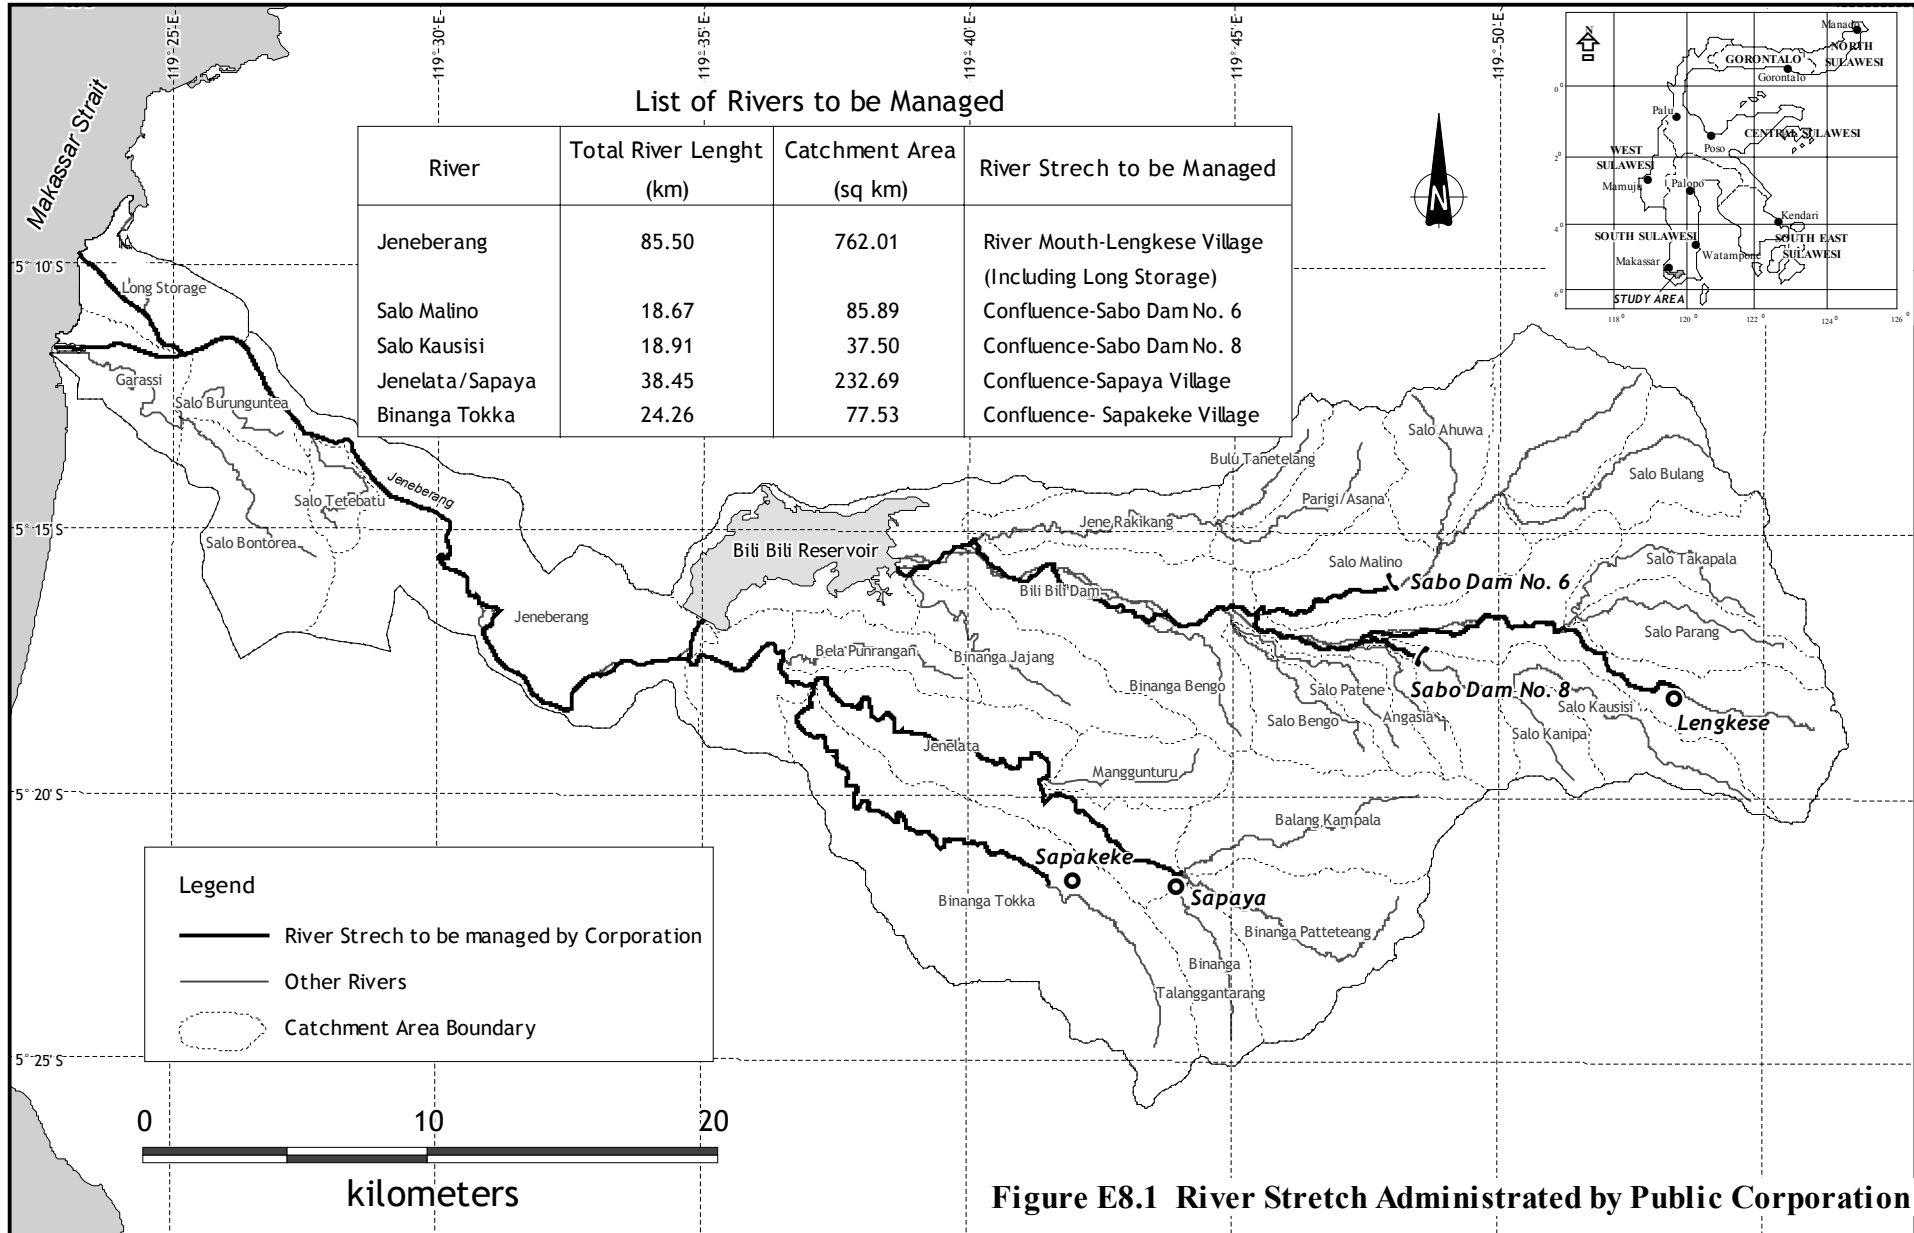 119° 25' E
119° 30' E
119° 35' E
119° 40' E
119° 45' E
119° 50' E
Makassar Strait
List of Rivers to be Managed
River
Total River Lenght (km)
Catchment Area (sq km)
River Strech to be Managed
Jeneberang 85.50 762.01 River Mouth-Lengkese Village
(Including Long Storage)
Salo Malino 18.67 85.89 Confluence-Sabo Dam No. 6
Salo Kausisi 18.91 37.50 Confluence-Sabo Dam No. 8
Jenelata/Sapaya 38.45 232.69 Confluence-Sapaya Village
Binanga Tokka 24.26 77.53 Confluence- Sapakeke Village
N
N
Manado
NORTH SULAWESI
GORONTALO
Gorontalo
Palu
CENTRAL SULAWESI
Poso
WEST SULAWESI
Mamuju
Palopo
Kendari
SOUTH SULAWESI
SOUTH EAST SULAWESI
Makassar
Watampone
STUDY AREA
0°
2°
4°
6°
118°
120°
122°
124°
126°
5° 10' S
5° 15' S
5° 20' S
5° 25' S
Long Storage
Garassi
Salo Burunguntea
Salo Tetebatu
Salo Bontorea
Jeneberang
Jeneberang
Bili Bili Reservoir
Bulu Tanetelang
Salo Ahuwa
Parigi/Asana
Salo Bulang
Jene Rakikang
Salo Malino
Sabo Dam No. 6
Salo Takapala
Bili Bili Dam
Salo Parang
Bela Punrangan
Binanga Jajang
Binanga Bengo
Salo Patene
Sabo Dam No. 8
Salo Bengo
Angasia
Salo Kausisi
Lengkese
Salo Kanipa
Jenelata
Manggunturu
Balang Kampala
Sapakeke
Sapaya
Binanga Tokka
Binanga Patteteang
Binanga
Talanggantarang
Legend
River Strech to be managed by Corporation
Other Rivers
Catchment Area Boundary
0 10 20
kilometers
Figure E8.1 River Stretch Administrated by Public Corporation